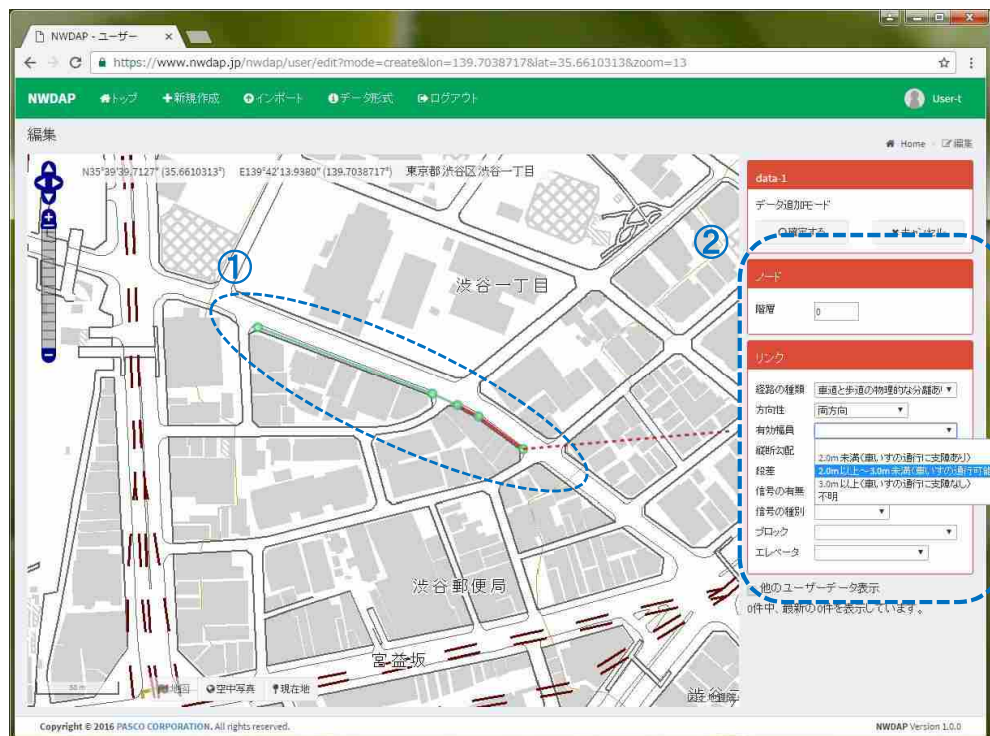 NWDAP - ユーザー
https://www.nwdap.jp/nwdap/user/edit?mode=create&lon=139.7038717&lat=35.6610313&zoom=13
NWDAP トップ 新規作成 インポート データ形式 ログアウト User-t
編集
Home 編集
N35°39'39.7127" (35.6610313°) E139°42'13.9380" (139.7038717°) 東京都渋谷区渋谷一丁目
data-1
データ追加モード
確定する キャンセル
①
②
渋谷一丁目
ノード
階層 0
リンク
経路の種類 車道と歩道の物理的な分離あり
方向性 両方向
有効幅員
縦断勾配
2.0m未満(車いすの通行に支障あり)
段差 2.0m以上~3.0m未満(車いすの通行可能
3.0m以上(車いすの通行に支障なし)
信号の有無 不明
信号の種別
ブロック
エレベータ
渋谷郵便局
他のユーザーデータ表示
0件中、最新の0件を表示しています。
宮益坂
50 m 地図 空中写真 現在地
Copyright © 2016 PASCO CORPORATION. All rights reserved. NWDAP Version 1.0.0